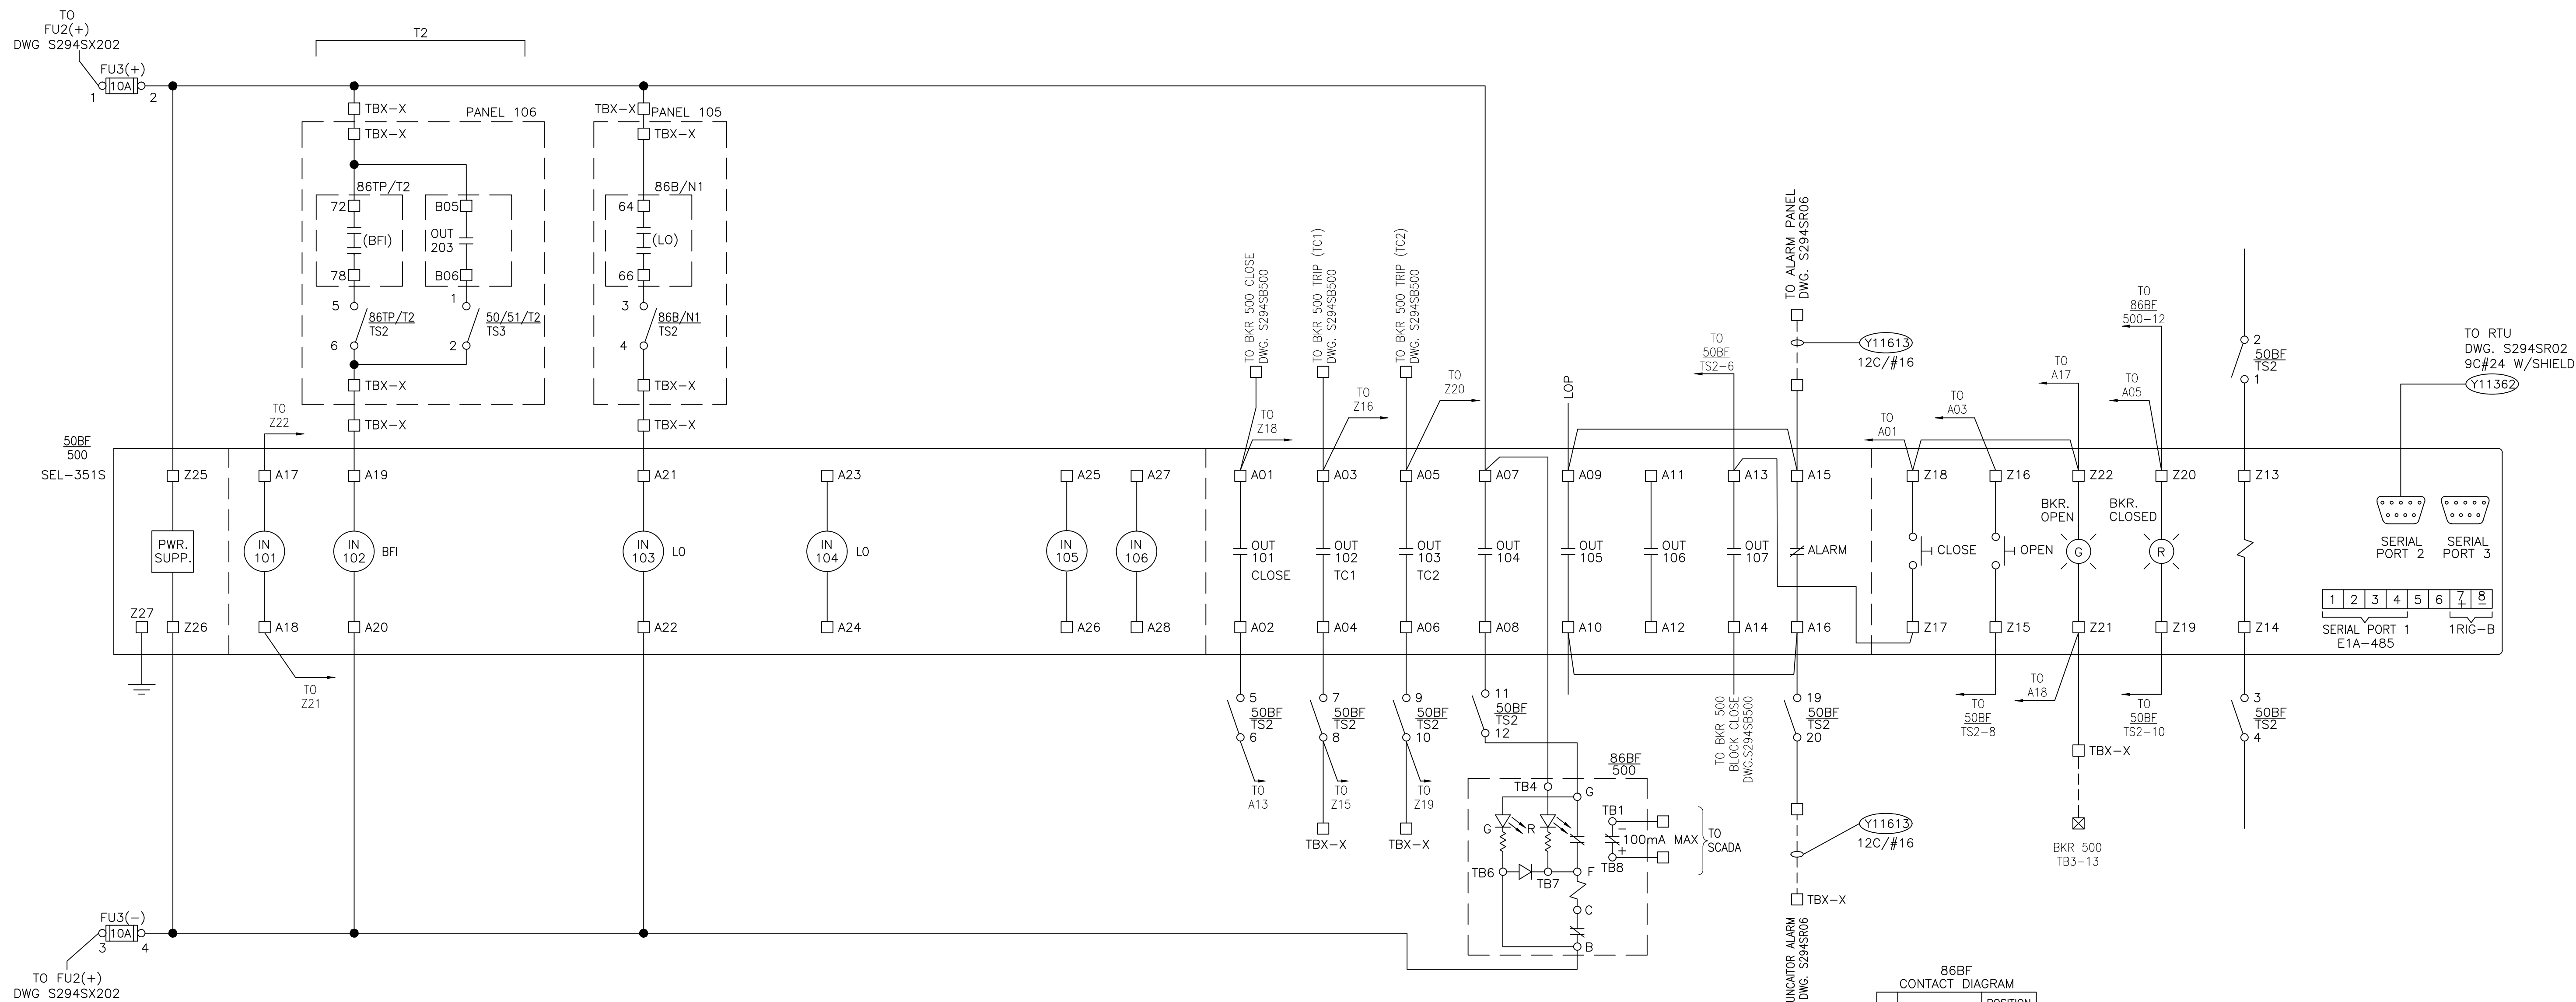 TO
FU2(+)
DWG S294SX202
FU3(+)
10A
1
2
T2
TBX-X
TBX-X
PANEL 106
TBX-X
PANEL 105
TBX-X
86TP/T2
72
(BFI)
78
B05
OUT
203
B06
5
86TP/T2
TS2
6
1
50/51/T2
TS3
2
TBX-X
TBX-X
86B/N1
64
(LO)
66
3
86B/N1
TS2
4
TBX-X
TBX-X
TO
Z22
50BF
500
SEL-351S
Z25
PWR.
SUPP.
Z27
Z26
A17
IN
101
A18
TO
Z21
A19
IN
102
BFI
A20
A21
IN
103
LO
A22
A23
IN
104
LO
A24
A25
IN
105
A26
A27
IN
106
A28
TO BKR 500 CLOSE
DWG. S294SB500
TO
Z18
A01
OUT
101
CLOSE
A02
5
50BF
TS2
6
TO
A13
TO BKR 500 TRIP (TC1)
DWG. S294SB500
TO
Z16
A03
OUT
102
TC1
A04
7
50BF
TS2
8
TO
Z15
TBX-X
TO BKR 500 TRIP (TC2)
DWG. S294SB500
TO
Z20
A05
OUT
103
TC2
A06
9
50BF
TS2
10
TO
Z19
TBX-X
A07
OUT
104
A08
11
50BF
TS2
12
LOP
A09
OUT
105
A10
A11
OUT
106
A12
TO
50BF
TS2-6
A13
OUT
107
A14
TO BKR 500
BLOCK CLOSE
DWG.S294SB500
TO ALARM PANEL
DWG. S294SR06
Y11613
12C/#16
A15
ALARM
A16
19
50BF
TS2
20
Y11613
12C/#16
TBX-X
UNCAITOR ALARM
DWG. S294SR06
86BF
500
TB4
G
G
R
TB1
−
100mA MAX
+
TB8
TO
SCADA
TB6
TB7
F
C
B
TO
A01
Z18
CLOSE
Z17
TO
A03
Z16
OPEN
Z15
TO
50BF
TS2-8
TO
A17
Z22
BKR.
OPEN
G
Z21
TO
A18
TBX-X
BKR 500
TB3-13
TO
86BF
500-12
TO
A05
Z20
BKR.
CLOSED
R
Z19
TO
50BF
TS2-10
2
50BF
TS2
1
Z13
Z14
3
50BF
TS2
4
TO RTU
DWG. S294SR02
9C#24 W/SHIELD
Y11362
SERIAL
PORT 2
SERIAL
PORT 3
1 2 3 4 5 6 7 8
+ −
SERIAL PORT 1
E1A-485
1RIG-B
FU3(−)
10A
3
4
TO FU2(+)
DWG S294SX202
86BF
CONTACT DIAGRAM
POSITION